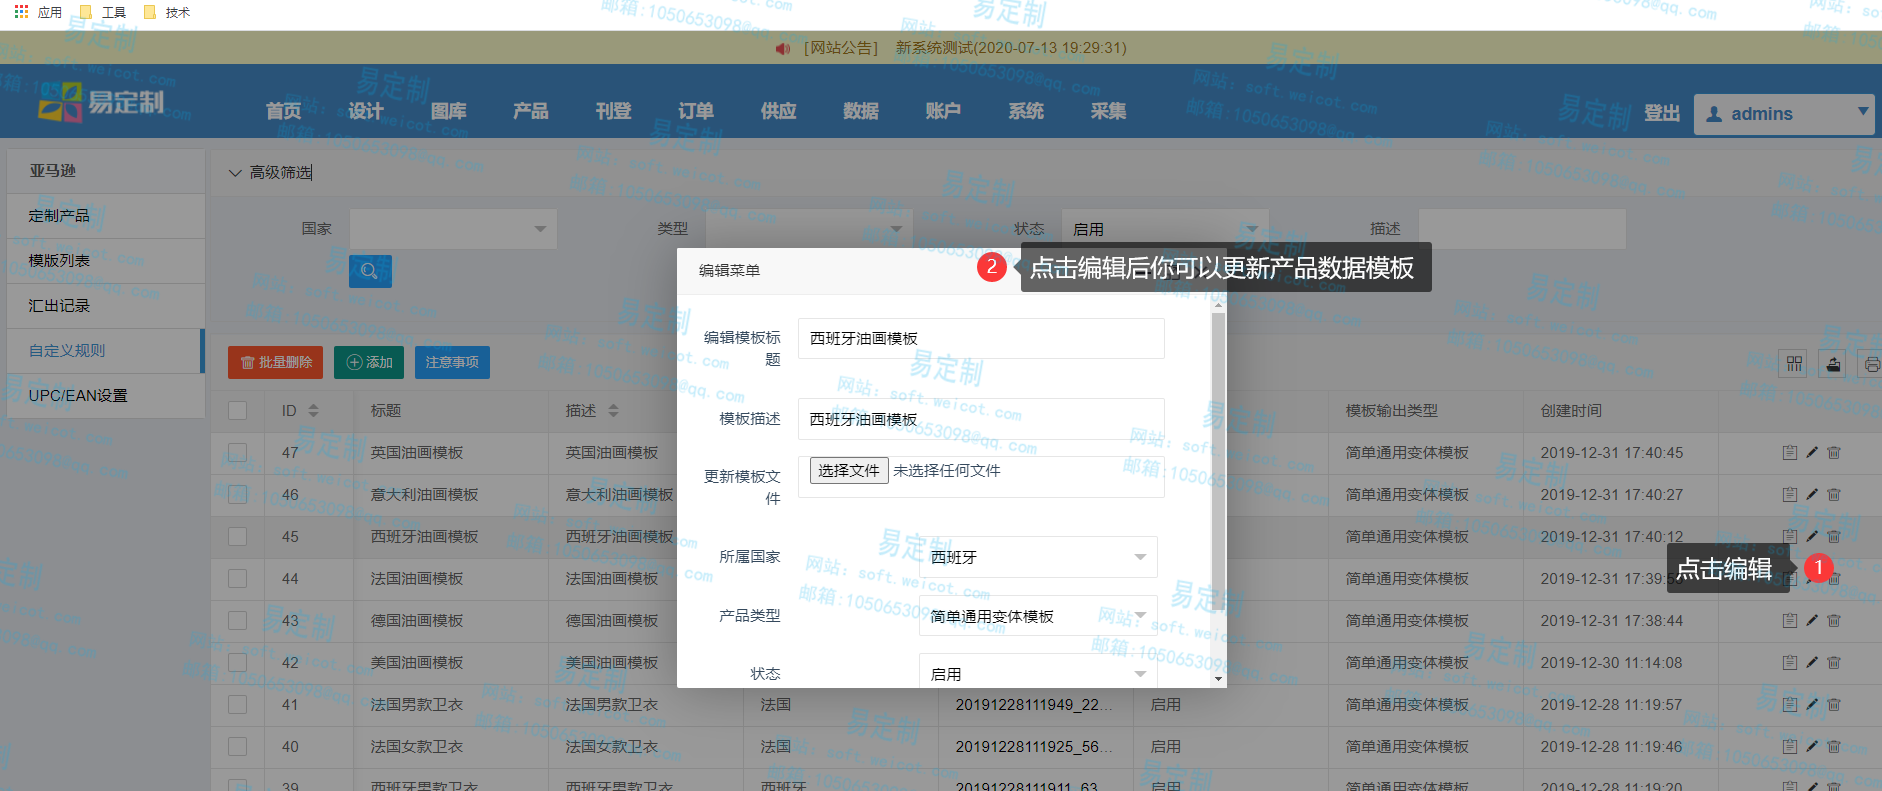 应用 工具 技术
[网站公告] 新系统测试(2020-07-13 19:29:31)
易定制 首页 设计 图库 产品 刊登 订单 供应 数据 账户 系统 采集 登出 admins
亚马逊
定制产品
模版列表
汇出记录
自定义规则
UPC/EAN设置
高级筛选
国家 类型 状态 启用 描述
批量删除 添加 注意事项
ID 标题 描述 模板输出类型 创建时间
47 英国油画模板 英国油画模板 简单通用变体模板 2019-12-31 17:40:45
46 意大利油画模板 意大利油画模板 简单通用变体模板 2019-12-31 17:40:27
45 西班牙油画模板 西班牙油画模板 简单通用变体模板 2019-12-31 17:40:12
44 法国油画模板 法国油画模板 简单通用变体模板 2019-12-31 17:39:5
43 德国油画模板 德国油画模板 简单通用变体模板 2019-12-31 17:38:44
42 美国油画模板 美国油画模板 简单通用变体模板 2019-12-30 11:14:08
41 法国男款卫衣 法国男款卫衣 法国 20191228111949_22... 启用 简单通用变体模板 2019-12-28 11:19:57
40 法国女款卫衣 法国女款卫衣 法国 20191228111925_56... 启用 简单通用变体模板 2019-12-28 11:19:46
39 西班牙男款卫衣 西班牙男款卫衣 西班牙 20191228111911_63... 启用 简单通用变体模板 2019-12-28 11:19:20
编辑菜单
2 点击编辑后你可以更新产品数据模板
编辑模板标题 西班牙油画模板
模板描述 西班牙油画模板
更新模板文件 选择文件 未选择任何文件
所属国家 西班牙
产品类型 简单通用变体模板
状态 启用
点击编辑 1
易定制
网站: soft.weicot.com
邮箱:1050653098@qq.com